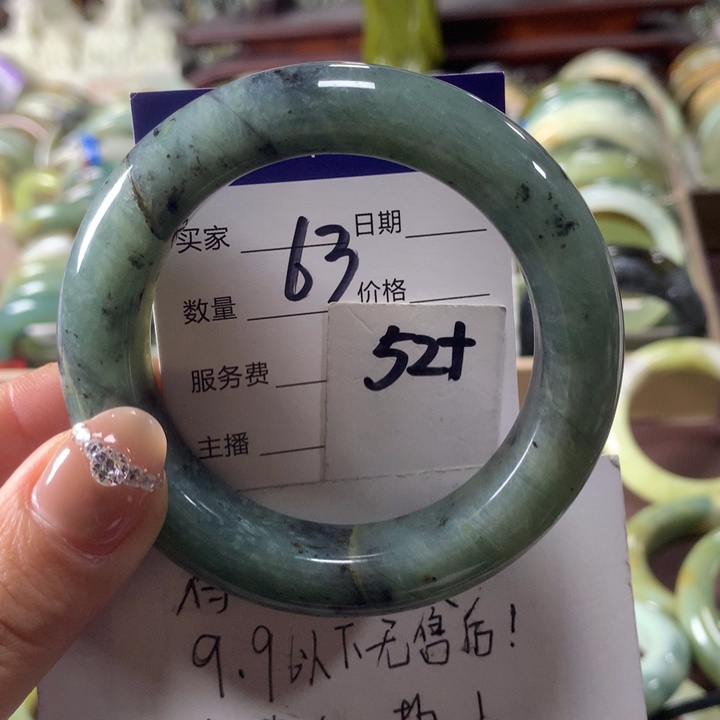 买家 63 日期
数量 价格
52+
服务费
主播
9.9以下无售后!